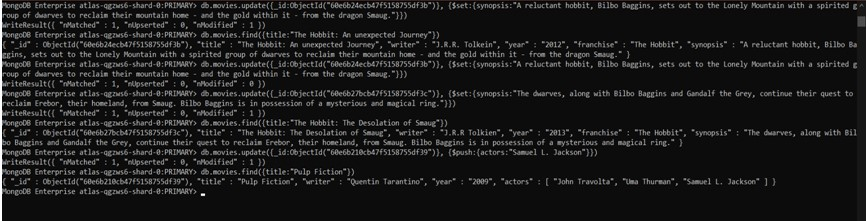 MongoDB Enterprise atlas-qgzws6-shard-0:PRIMARY> db.movies.update({_id:ObjectId("60e6b24ecb47f5158755df3b")}, {$set:{synopsis:"A reluctant hobbit, Bilbo Baggins, sets out to the Lonely Mountain with a spirited g
roup of dwarves to reclaim their mountain home - and the gold within it - from the dragon Smaug."}})
WriteResult({ "nMatched" : 1, "nUpserted" : 0, "nModified" : 1 })
MongoDB Enterprise atlas-qgzws6-shard-0:PRIMARY> db.movies.find({title:"The Hobbit: An unexpected Journey"})
{ "_id" : ObjectId("60e6b24ecb47f5158755df3b"), "title" : "The Hobbit: An unexpected Journey", "writer" : "J.R.R. Tolkein", "year" : "2012", "franchise" : "The Hobbit", "synopsis" : "A reluctant hobbit, Bilbo Ba
ggins, sets out to the Lonely Mountain with a spirited group of dwarves to reclaim their mountain home - and the gold within it - from the dragon Smaug." }
MongoDB Enterprise atlas-qgzws6-shard-0:PRIMARY> db.movies.update({_id:ObjectId("60e6b24ecb47f5158755df3b")}, {$set:{synopsis:"A reluctant hobbit, Bilbo Baggins, sets out to the Lonely Mountain with a spirited g
roup of dwarves to reclaim their mountain home - and the gold within it - from the dragon Smaug."}})
WriteResult({ "nMatched" : 1, "nUpserted" : 0, "nModified" : 0 })
MongoDB Enterprise atlas-qgzws6-shard-0:PRIMARY> db.movies.update({_id:ObjectId("60e6b27bcb47f5158755df3c")}, {$set:{synopsis:"The dwarves, along with Bilbo Baggins and Gandalf the Grey, continue their quest to
reclaim Erebor, their homeland, from Smaug. Bilbo Baggins is in possession of a mysterious and magical ring."}})
WriteResult({ "nMatched" : 1, "nUpserted" : 0, "nModified" : 1 })
MongoDB Enterprise atlas-qgzws6-shard-0:PRIMARY> db.movies.find({title:"The Hobbit: The Desolation of Smaug"})
{ "_id" : ObjectId("60e6b27bcb47f5158755df3c"), "title" : "The Hobbit: The Desolation of Smaug", "writer" : "J.R.R Tolkien", "year" : "2013", "franchise" : "The Hobbit", "synopsis" : "The dwarves, along with Bil
bo Baggins and Gandalf the Grey, continue their quest to reclaim Erebor, their homeland, from Smaug. Bilbo Baggins is in possession of a mysterious and magical ring." }
MongoDB Enterprise atlas-qgzws6-shard-0:PRIMARY> db.movies.update({_id:ObjectId("60e6b210cb47f5158755df39")}, {$push:{actors:"Samuel L. Jackson"}})
WriteResult({ "nMatched" : 1, "nUpserted" : 0, "nModified" : 1 })
MongoDB Enterprise atlas-qgzws6-shard-0:PRIMARY> db.movies.find({title:"Pulp Fiction"})
{ "_id" : ObjectId("60e6b210cb47f5158755df39"), "title" : "Pulp Fiction", "writer" : "Quentin Tarantino", "year" : "2009", "actors" : [ "John Travolta", "Uma Thurman", "Samuel L. Jackson" ] }
MongoDB Enterprise atlas-qgzws6-shard-0:PRIMARY>